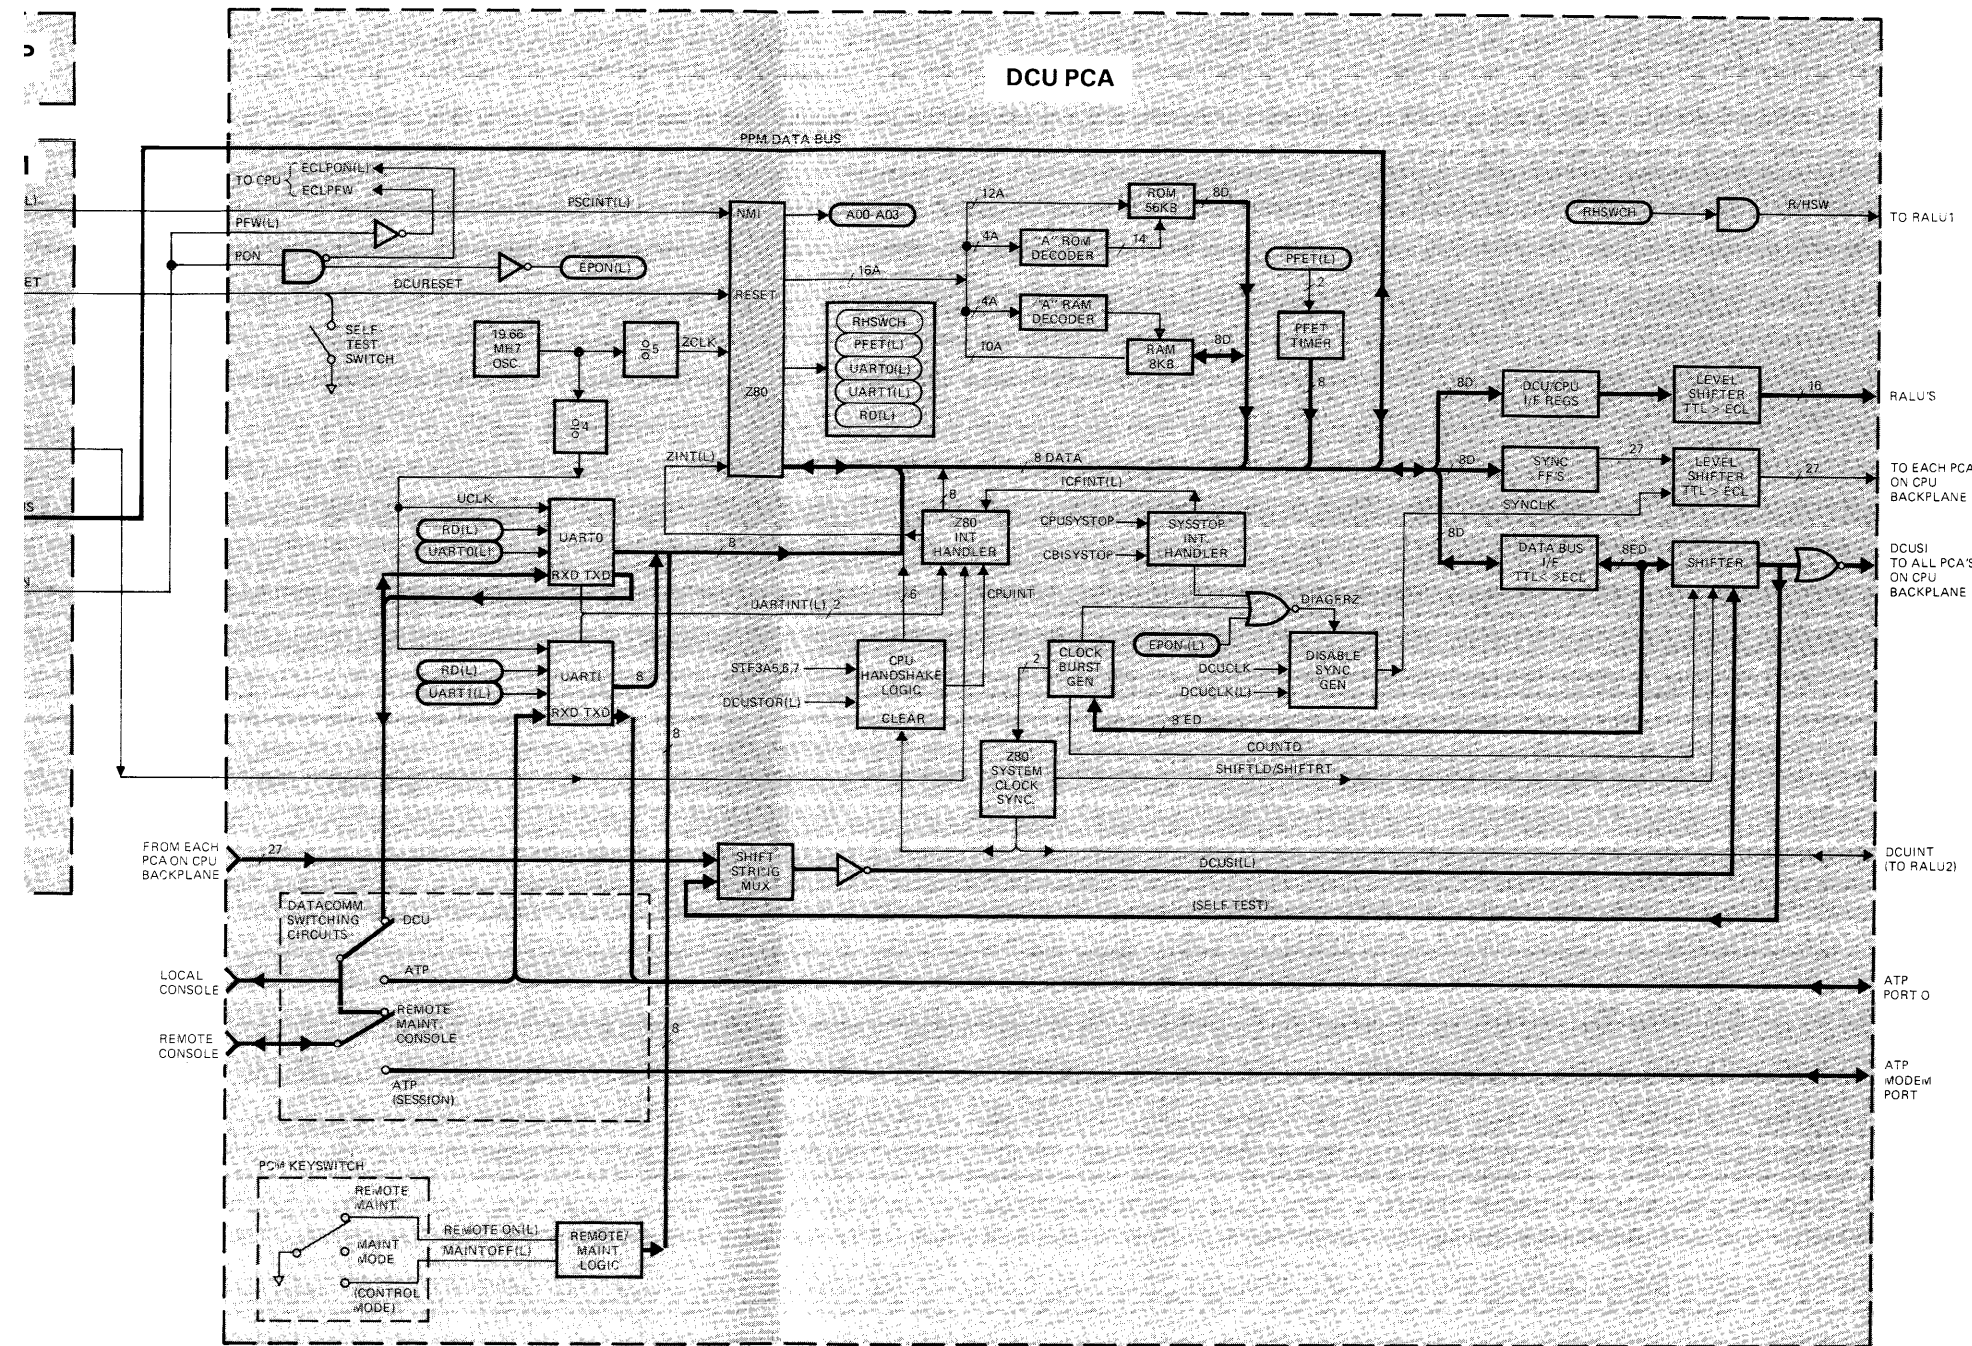 DCU PCA
PPM DATA BUS
TO CPU
ECLPON(L)
ECLPFW
PSCINT(L)
PFW(L)
PON
EPON(L)
DCURESET
SELF-
TEST
SWITCH
19.66
MHZ
OSC
÷5
ZCLK
÷4
NMI
RESET
Z80
ZINT(L)
A00-A03
16A
RHSWCH
PFET(L)
UART0(L)
UART1(L)
RD(L)
12A
4A
"A" ROM
DECODER
14
ROM
56KB
8D
4A
"A" RAM
DECODER
10A
RAM
8KB
8D
PFET(L)
2
PFET
TIMER
8
RHSWCH
R/HSW
TO RALU1
8D
DCU/CPU
I/F REGS
LEVEL
SHIFTER
TTL > ECL
16
RALU'S
8 DATA
8D
SYNC
FF'S
27
LEVEL
SHIFTER
TTL > ECL
27
TO EACH PCA
ON CPU
BACKPLANE
SYNCLK
8D
DATA BUS
I/F
TTL< >ECL
8ED
SHIFTER
DCUSI
TO ALL PCA'S
ON CPU
BACKPLANE
UCLK
RD(L)
UART0(L)
UART0
RXD TXD
8
8
Z80
INT
HANDLER
ICFINT(L)
CPUSYSTOP
CBISYSTOP
SYSSTOP
INT.
HANDLER
UARTINT(L)
2
6
CPUINT
RD(L)
UART1(L)
UART1
RXD TXD
8
STF3A5,6,7
DCUSTOR(L)
CPU
HANDSHAKE
LOGIC
CLEAR
DIAGFRZ
EPON (L)
2
CLOCK
BURST
GEN
DCUCLK
DCUCLK(L)
DISABLE
SYNC
GEN
8 ED
COUNTD
8
Z80
SYSTEM
CLOCK
SYNC.
SHIFTLD/SHIFTRT
FROM EACH
PCA ON CPU
BACKPLANE
27
SHIFT
STRING
MUX
DCUSI(L)
DCUINT
(TO RALU2)
(SELF TEST)
DATACOMM.
SWITCHING
CIRCUITS
DCU
LOCAL
CONSOLE
ATP
ATP
PORT O
REMOTE
CONSOLE
REMOTE
MAINT.
CONSOLE
8
ATP
(SESSION)
ATP
MODEM
PORT
PCM KEYSWITCH
REMOTE
MAINT.
MAINT
MODE
(CONTROL
MODE)
REMOTE ON(L)
MAINT OFF(L)
REMOTE/
MAINT.
LOGIC